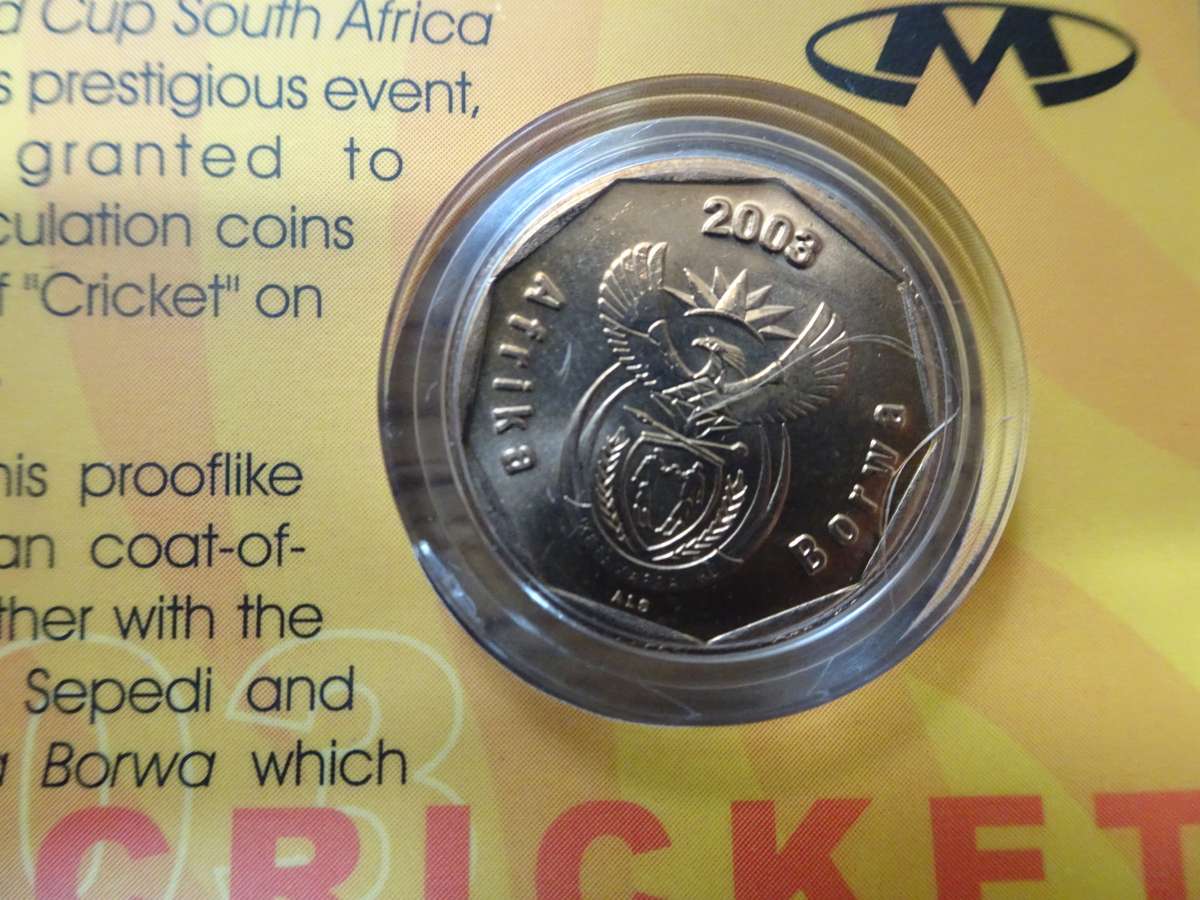 d Cup South Africa
s prestigious event,
granted to
culation coins
f "Cricket" on
his prooflike
an coat-of-
ther with the
Sepedi and
a Borwa which
03
CRICKET
M
2003
Afrika
Borwa
ALS